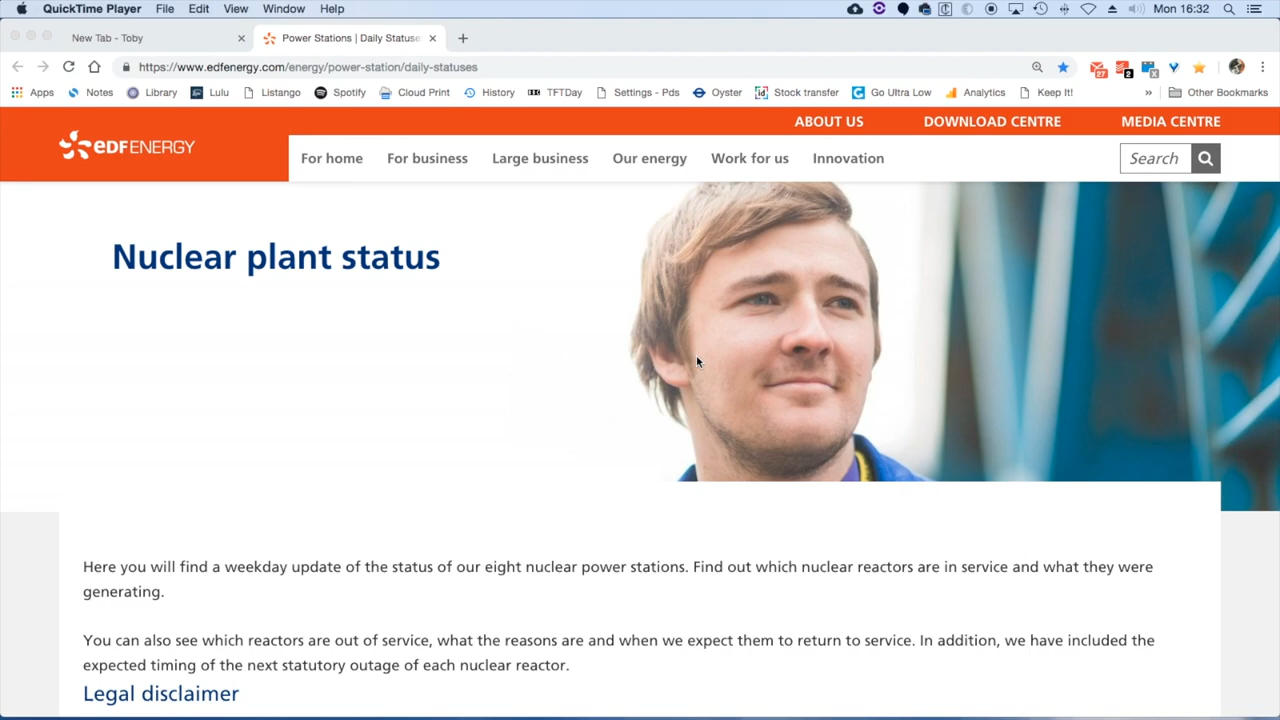 QuickTime Player File Edit View Window Help Mon 16:32
New Tab - Toby Power Stations | Daily Statuse
https://www.edfenergy.com/energy/power-station/daily-statuses 27 2 X
Apps Notes Library Lulu Listango Spotify Cloud Print History TFTDay Settings - Pds Oyster Stock transfer Go Ultra Low Analytics Keep It! » Other Bookmarks
ABOUT US DOWNLOAD CENTRE MEDIA CENTRE
eDFENERGY
For home For business Large business Our energy Work for us Innovation Search
Nuclear plant status
Here you will find a weekday update of the status of our eight nuclear power stations. Find out which nuclear reactors are in service and what they were
generating.
You can also see which reactors are out of service, what the reasons are and when we expect them to return to service. In addition, we have included the
expected timing of the next statutory outage of each nuclear reactor.
Legal disclaimer